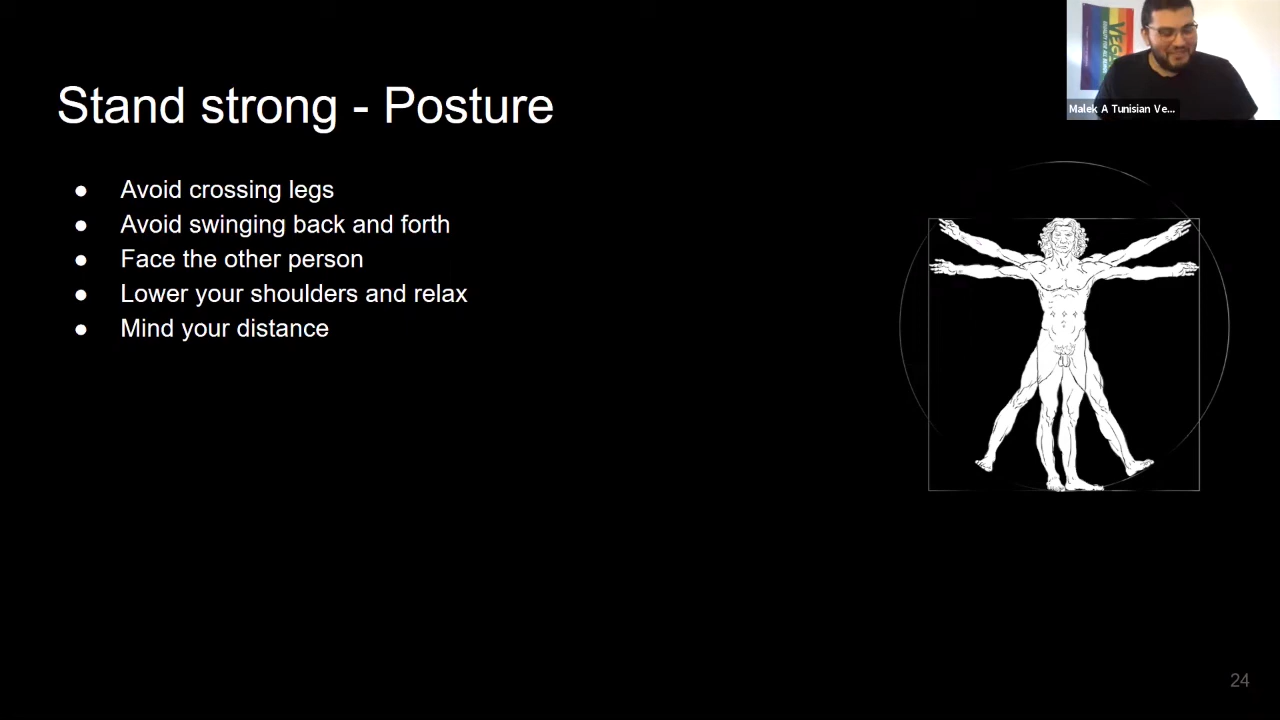 Stand strong - Posture
● Avoid crossing legs
● Avoid swinging back and forth
● Face the other person
● Lower your shoulders and relax
● Mind your distance
Malek A Tunisian Ve...
24